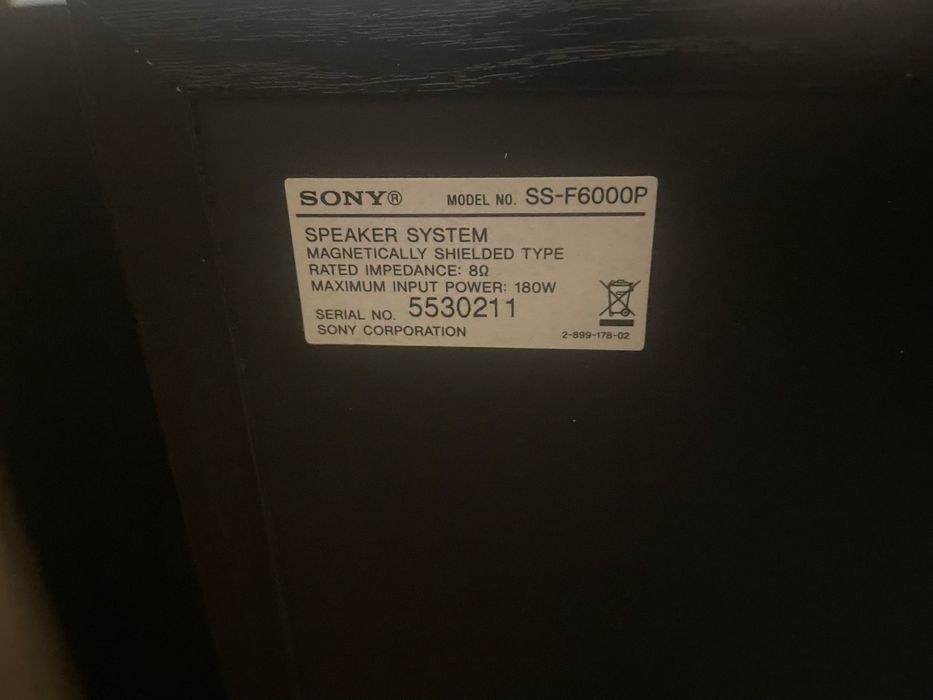 SONY® MODEL NO. SS-F6000P
SPEAKER SYSTEM
MAGNETICALLY SHIELDED TYPE
RATED IMPEDANCE: 8Ω
MAXIMUM INPUT POWER: 180W
SERIAL NO. 5530211
SONY CORPORATION 2-899-178-02